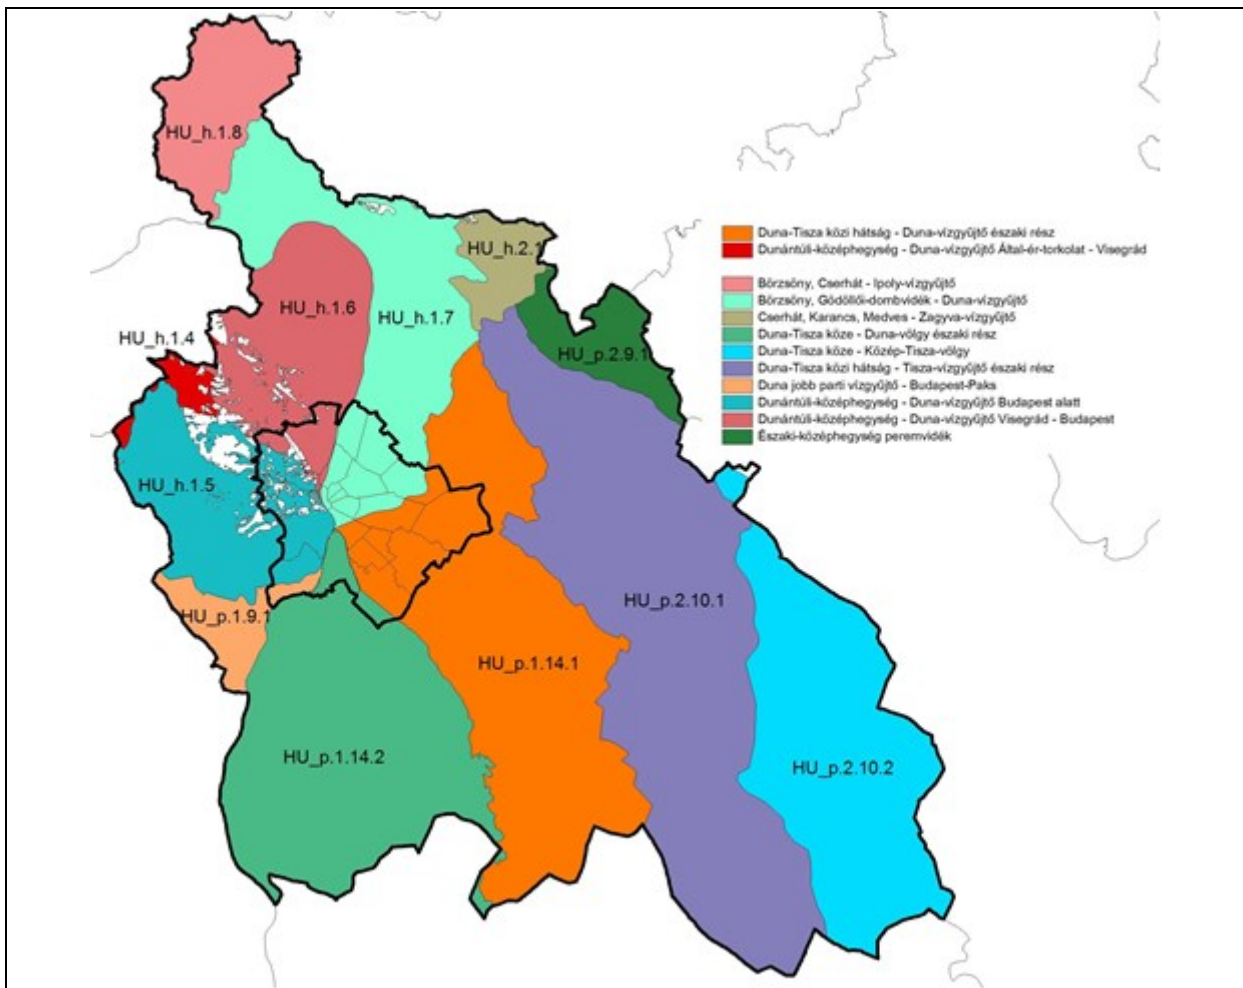 HU_h.1.8
HU_h.2.1
HU_h.1.6
HU_h.1.7
HU_h.1.4
HU_p.2.9.1
HU_h.1.5
HU_p.1.9.1
HU_p.2.10.1
HU_p.1.14.1
HU_p.1.14.2
HU_p.2.10.2
Duna-Tisza közi hátság - Duna-vízgyűjtő északi rész
Dunántúli-középhegység - Duna-vízgyűjtő Által-ér-torkolat - Visegrád
Börzsöny, Cserhát - Ipoly-vízgyűjtő
Börzsöny, Gödöllői-dombvidék - Duna-vízgyűjtő
Cserhát, Karancs, Medves - Zagyva-vízgyűjtő
Duna-Tisza köze - Duna-völgy északi rész
Duna-Tisza köze - Közép-Tisza-völgy
Duna-Tisza közi hátság - Tisza-vízgyűjtő északi rész
Duna jobb parti vízgyűjtő - Budapest-Paks
Dunántúli-középhegység - Duna-vízgyűjtő Budapest alatt
Dunántúli-középhegység - Duna-vízgyűjtő Visegrád - Budapest
Északi-középhegység peremvidék